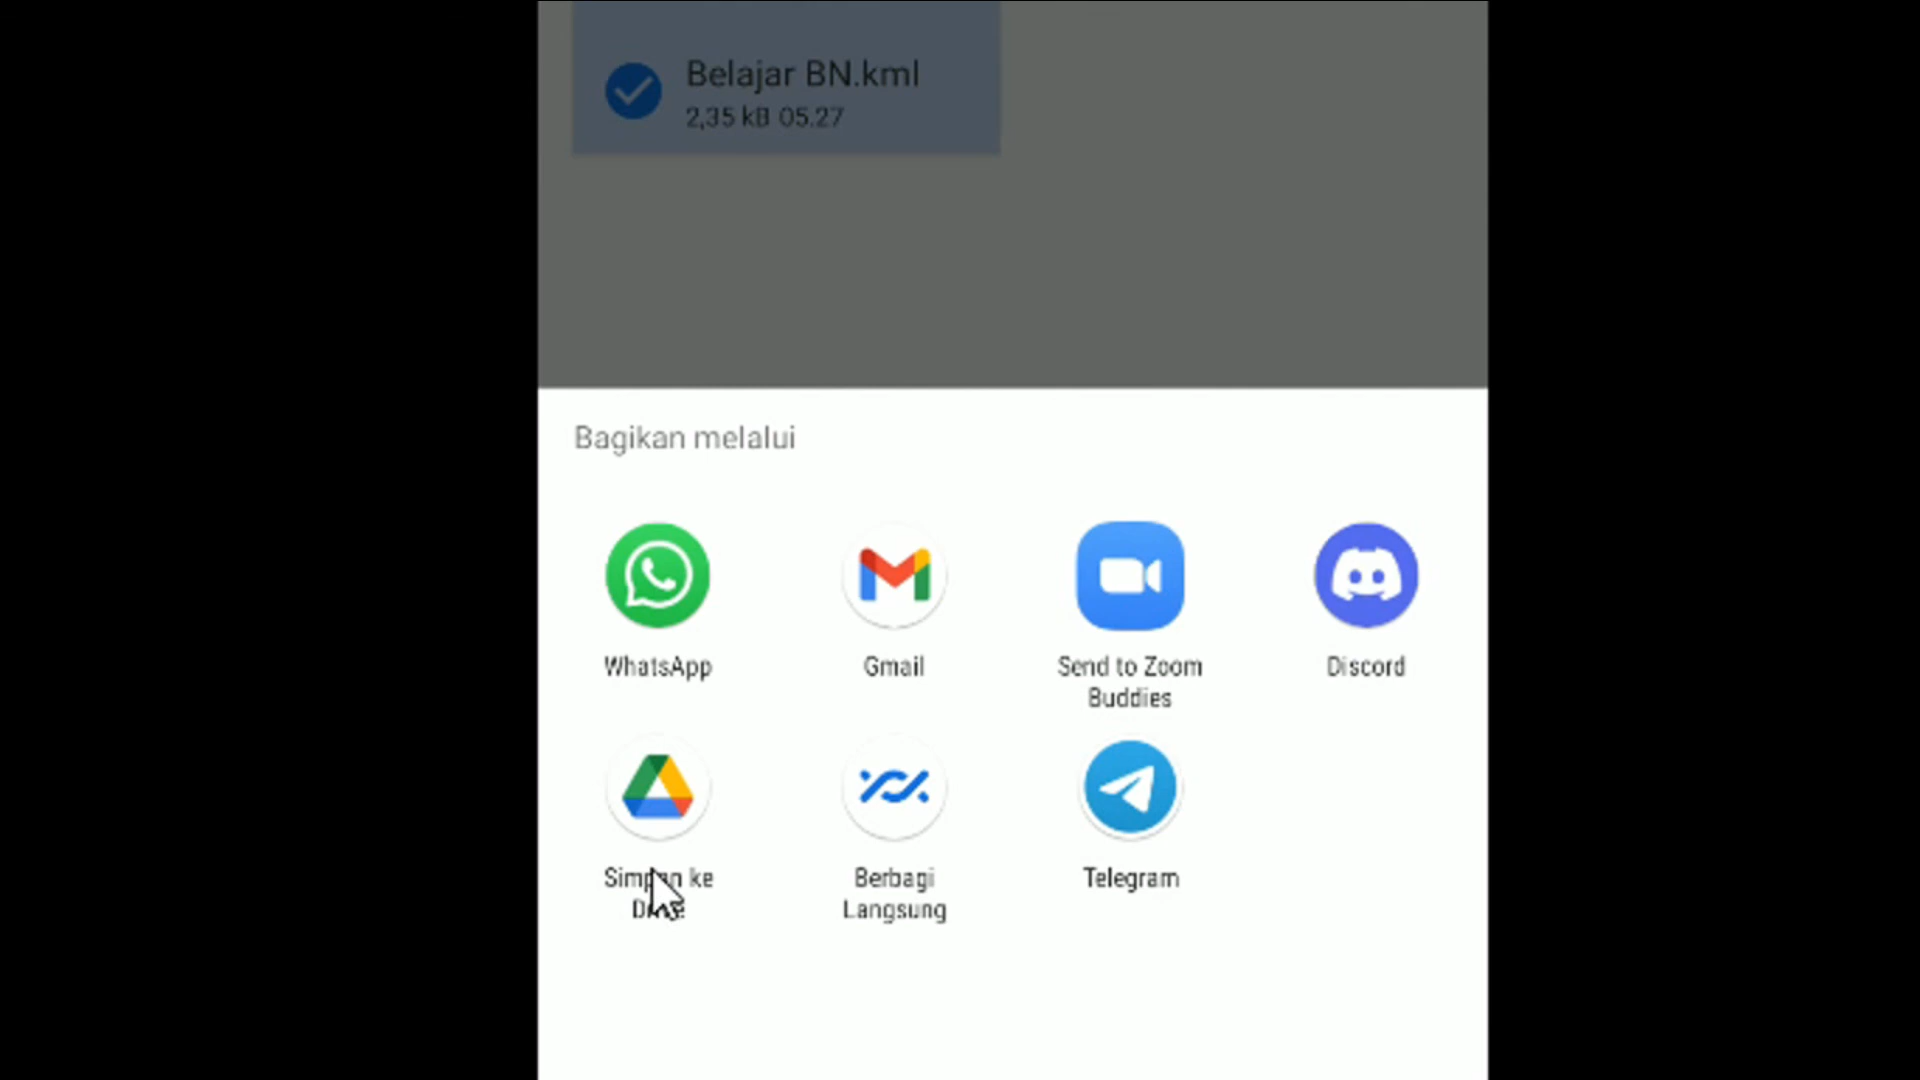 Belajar BN.kml
2,35 kB 05.27
Bagikan melalui
WhatsApp
Gmail
Send to Zoom
Buddies
Discord
Simpan ke
Berbagi
Langsung
Telegram